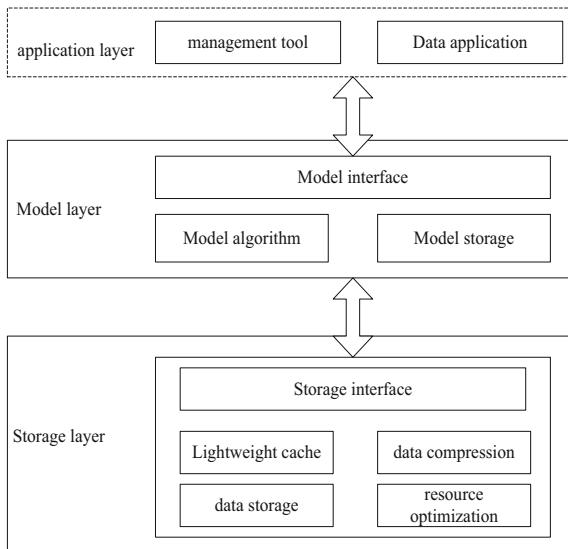 application layer
management tool
Data application
Model layer
Model interface
Model algorithm
Model storage
Storage layer
Storage interface
Lightweight cache
data compression
data storage
resource
optimization